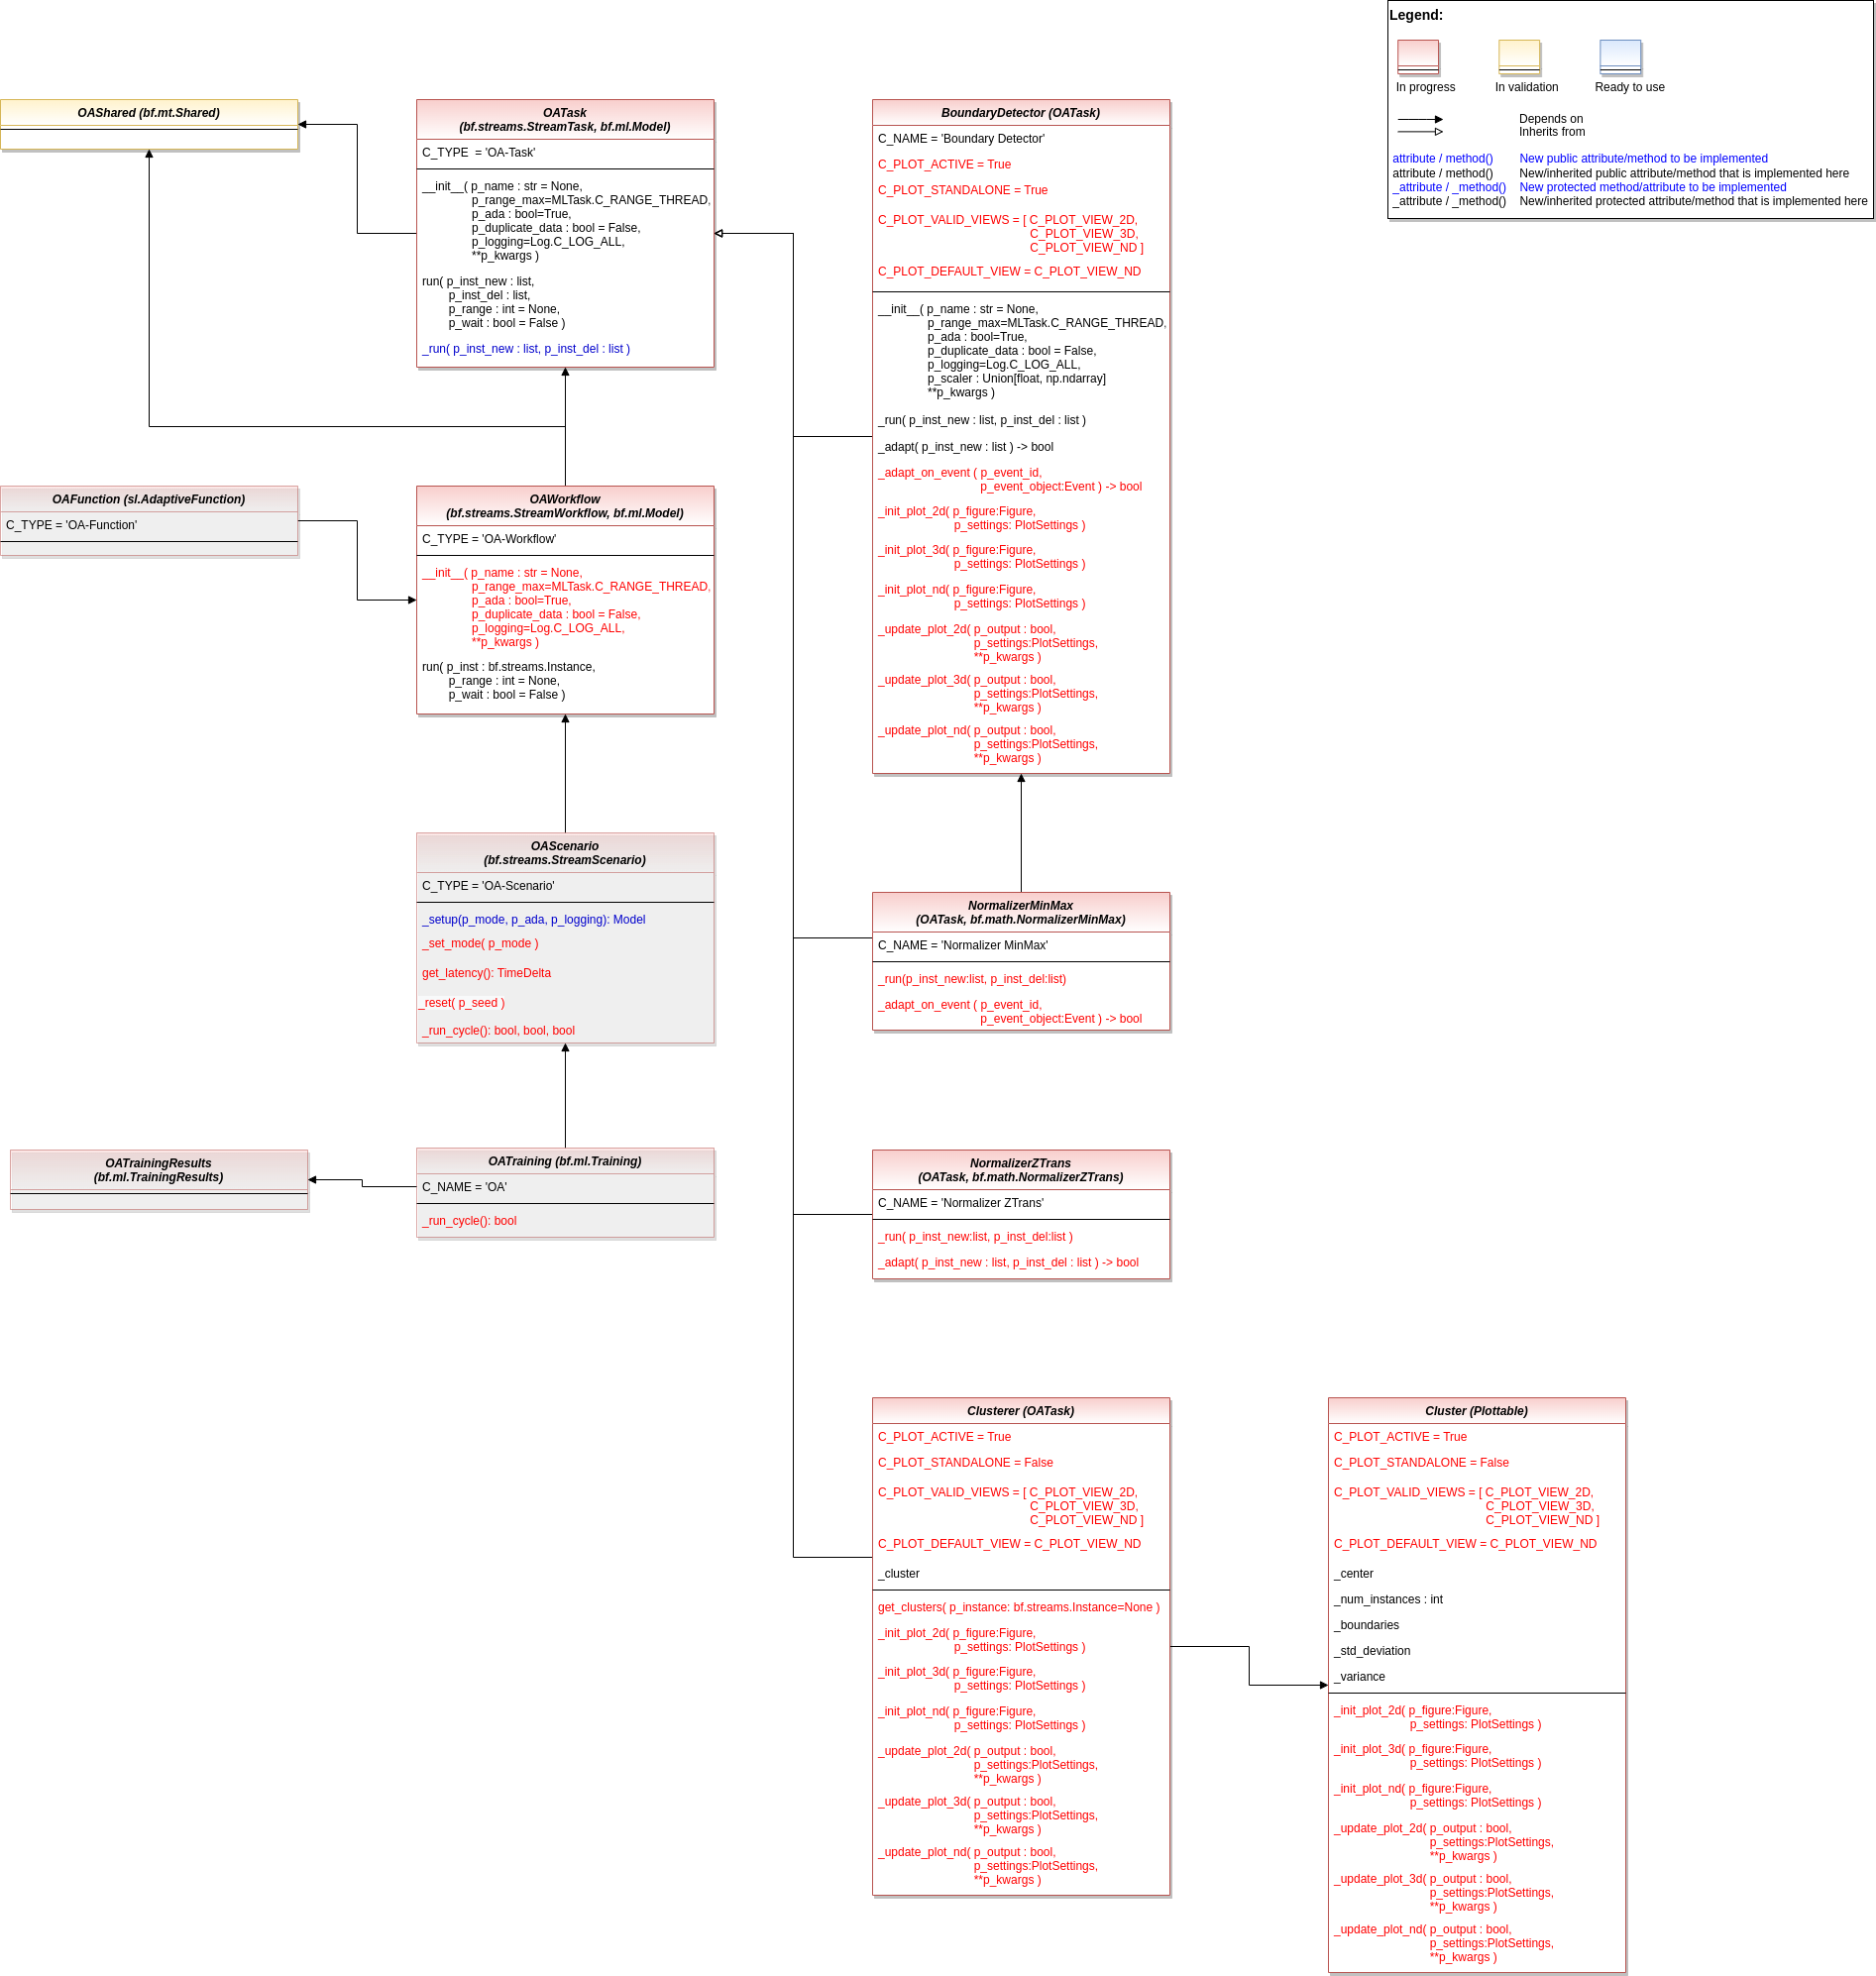 Legend:
In progress
In validation
Ready to use
Depends on
Inherits from
attribute / method() New public attribute/method to be implemented
attribute / method() New/inherited public attribute/method that is implemented here
_attribute / _method() New protected method/attribute to be implemented
_attribute / _method() New/inherited protected attribute/method that is implemented here
OAShared (bf.mt.Shared)
OATask
(bf.streams.StreamTask, bf.ml.Model)
C_TYPE = 'OA-Task'
__init__( p_name : str = None,
p_range_max=MLTask.C_RANGE_THREAD,
p_ada : bool=True,
p_duplicate_data : bool = False,
p_logging=Log.C_LOG_ALL,
**p_kwargs )
run( p_inst_new : list,
p_inst_del : list,
p_range : int = None,
p_wait : bool = False )
_run( p_inst_new : list, p_inst_del : list )
BoundaryDetector (OATask)
C_NAME = 'Boundary Detector'
C_PLOT_ACTIVE = True
C_PLOT_STANDALONE = True
C_PLOT_VALID_VIEWS = [ C_PLOT_VIEW_2D,
C_PLOT_VIEW_3D,
C_PLOT_VIEW_ND ]
C_PLOT_DEFAULT_VIEW = C_PLOT_VIEW_ND
__init__( p_name : str = None,
p_range_max=MLTask.C_RANGE_THREAD,
p_ada : bool=True,
p_duplicate_data : bool = False,
p_logging=Log.C_LOG_ALL,
p_scaler : Union[float, np.ndarray]
**p_kwargs )
_run( p_inst_new : list, p_inst_del : list )
_adapt( p_inst_new : list ) -> bool
_adapt_on_event ( p_event_id,
p_event_object:Event ) -> bool
_init_plot_2d( p_figure:Figure,
p_settings: PlotSettings )
_init_plot_3d( p_figure:Figure,
p_settings: PlotSettings )
_init_plot_nd( p_figure:Figure,
p_settings: PlotSettings )
_update_plot_2d( p_output : bool,
p_settings:PlotSettings,
**p_kwargs )
_update_plot_3d( p_output : bool,
p_settings:PlotSettings,
**p_kwargs )
_update_plot_nd( p_output : bool,
p_settings:PlotSettings,
**p_kwargs )
OAFunction (sl.AdaptiveFunction)
C_TYPE = 'OA-Function'
OAWorkflow
(bf.streams.StreamWorkflow, bf.ml.Model)
C_TYPE = 'OA-Workflow'
__init__( p_name : str = None,
p_range_max=MLTask.C_RANGE_THREAD,
p_ada : bool=True,
p_duplicate_data : bool = False,
p_logging=Log.C_LOG_ALL,
**p_kwargs )
run( p_inst : bf.streams.Instance,
p_range : int = None,
p_wait : bool = False )
OAScenario
(bf.streams.StreamScenario)
C_TYPE = 'OA-Scenario'
_setup(p_mode, p_ada, p_logging): Model
_set_mode( p_mode )
get_latency(): TimeDelta
_reset( p_seed )
_run_cycle(): bool, bool, bool
NormalizerMinMax
(OATask, bf.math.NormalizerMinMax)
C_NAME = 'Normalizer MinMax'
_run(p_inst_new:list, p_inst_del:list)
_adapt_on_event ( p_event_id,
p_event_object:Event ) -> bool
OATrainingResults
(bf.ml.TrainingResults)
OATraining (bf.ml.Training)
C_NAME = 'OA'
_run_cycle(): bool
NormalizerZTrans
(OATask, bf.math.NormalizerZTrans)
C_NAME = 'Normalizer ZTrans'
_run( p_inst_new:list, p_inst_del:list )
_adapt( p_inst_new : list, p_inst_del : list ) -> bool
Clusterer (OATask)
C_PLOT_ACTIVE = True
C_PLOT_STANDALONE = False
C_PLOT_VALID_VIEWS = [ C_PLOT_VIEW_2D,
C_PLOT_VIEW_3D,
C_PLOT_VIEW_ND ]
C_PLOT_DEFAULT_VIEW = C_PLOT_VIEW_ND
_cluster
get_clusters( p_instance: bf.streams.Instance=None )
_init_plot_2d( p_figure:Figure,
p_settings: PlotSettings )
_init_plot_3d( p_figure:Figure,
p_settings: PlotSettings )
_init_plot_nd( p_figure:Figure,
p_settings: PlotSettings )
_update_plot_2d( p_output : bool,
p_settings:PlotSettings,
**p_kwargs )
_update_plot_3d( p_output : bool,
p_settings:PlotSettings,
**p_kwargs )
_update_plot_nd( p_output : bool,
p_settings:PlotSettings,
**p_kwargs )
Cluster (Plottable)
C_PLOT_ACTIVE = True
C_PLOT_STANDALONE = False
C_PLOT_VALID_VIEWS = [ C_PLOT_VIEW_2D,
C_PLOT_VIEW_3D,
C_PLOT_VIEW_ND ]
C_PLOT_DEFAULT_VIEW = C_PLOT_VIEW_ND
_center
_num_instances : int
_boundaries
_std_deviation
_variance
_init_plot_2d( p_figure:Figure,
p_settings: PlotSettings )
_init_plot_3d( p_figure:Figure,
p_settings: PlotSettings )
_init_plot_nd( p_figure:Figure,
p_settings: PlotSettings )
_update_plot_2d( p_output : bool,
p_settings:PlotSettings,
**p_kwargs )
_update_plot_3d( p_output : bool,
p_settings:PlotSettings,
**p_kwargs )
_update_plot_nd( p_output : bool,
p_settings:PlotSettings,
**p_kwargs )